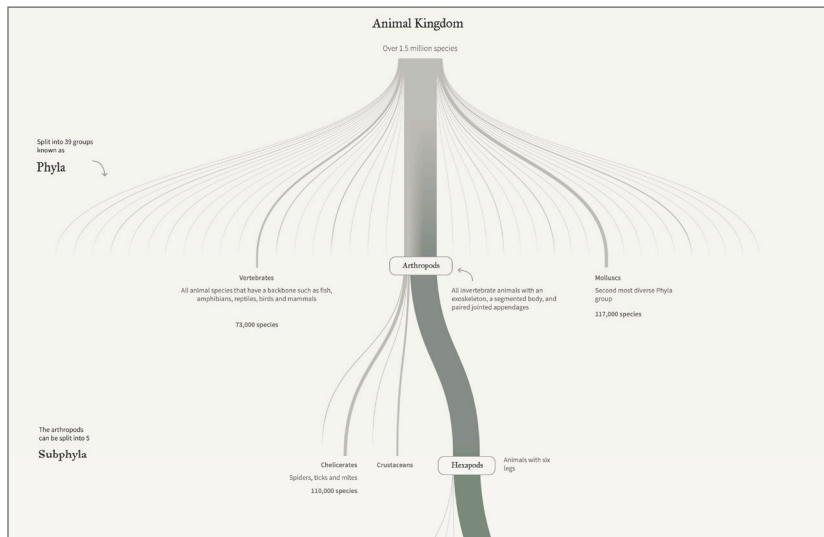 Animal Kingdom
Over 1.5 million species
Split into 39 groups
known as
Phyla
Arthropods
Vertebrates
All animal species that have a backbone such as fish,
amphibians, reptiles, birds and mammals
73,000 species
All invertebrate animals with an
exoskeleton, a segmented body, and
paired jointed appendages
Molluscs
Second most diverse Phyla
group
117,000 species
The arthropods
can be split into 5
Subphyla
Chelicerates
Spiders, ticks and mites
110,000 species
Crustaceans
Hexapods
Animals with six
legs